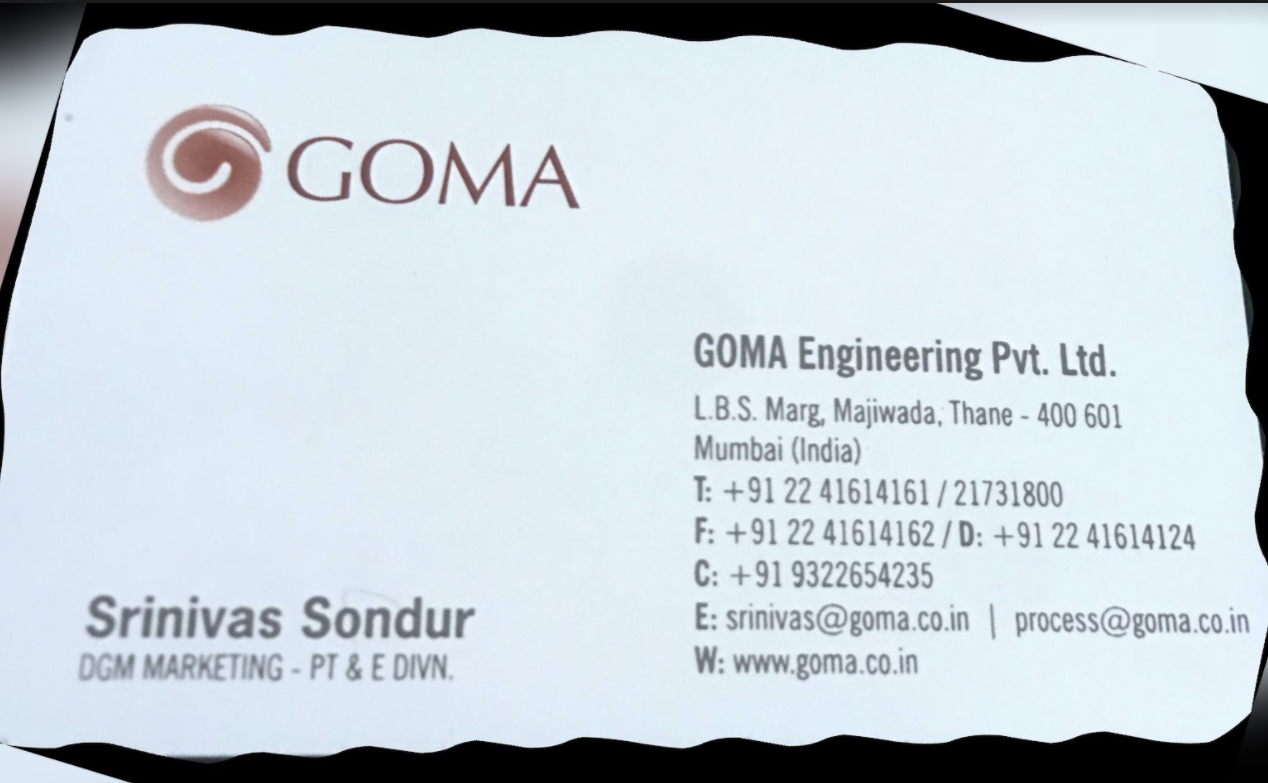 GOMA
GOMA Engineering Pvt. Ltd.
L.B.S. Marg, Majiwada, Thane - 400 601
Mumbai (India)
T: +91 22 41614161 / 21731800
F: +91 22 41614162 / D: +91 22 41614124
C: +91 9322654235
E: srinivas@goma.co.in | process@goma.co.in
W: www.goma.co.in
Srinivas Sondur
DGM MARKETING - PT & E DIVN.